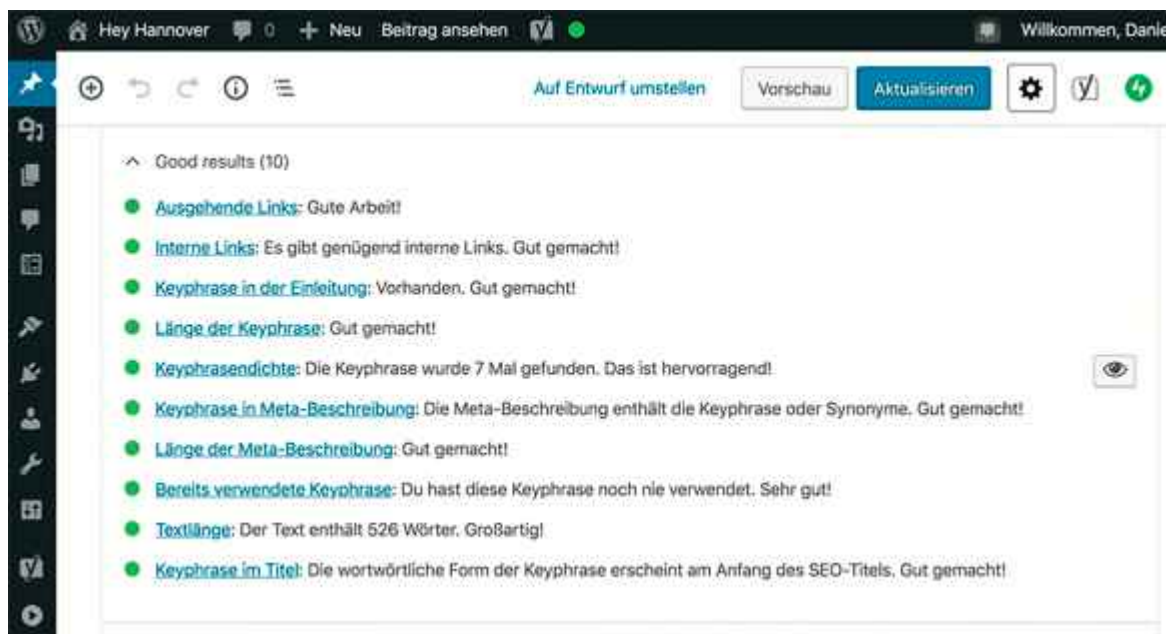 Hey Hannover 0 Neu Beitrag ansehen Willkommen, Danie
Auf Entwurf umstellen Vorschau Aktualisieren
Good results (10)
Ausgehende Links: Gute Arbeit!
Interne Links: Es gibt genügend interne Links. Gut gemacht!
Keyphrase in der Einleitung: Vorhanden. Gut gemacht!
Länge der Keyphrase: Gut gemacht!
Keyphrasendichte: Die Keyphrase wurde 7 Mal gefunden. Das ist hervorragend!
Keyphrase in Meta-Beschreibung: Die Meta-Beschreibung enthält die Keyphrase oder Synonyme. Gut gemacht!
Länge der Meta-Beschreibung: Gut gemacht!
Bereits verwendete Keyphrase: Du hast diese Keyphrase noch nie verwendet. Sehr gut!
Textlänge: Der Text enthält 526 Wörter. Großartig!
Keyphrase im Titel: Die wortwörtliche Form der Keyphrase erscheint am Anfang des SEO-Titels. Gut gemacht!